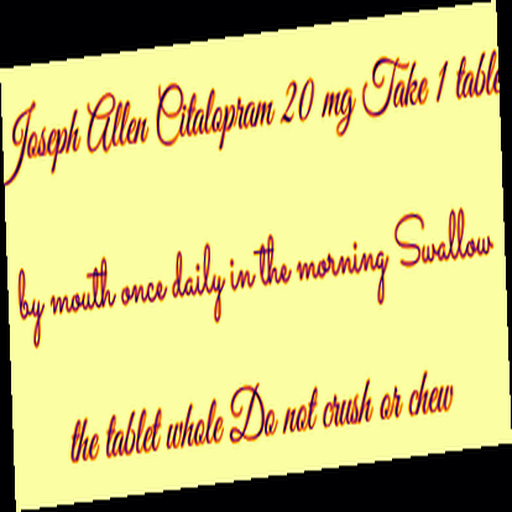 Joseph Allen Citalopram 20 mg Take 1 table
by mouth once daily in the morning Swallow
the tablet whole Do not crush or chew